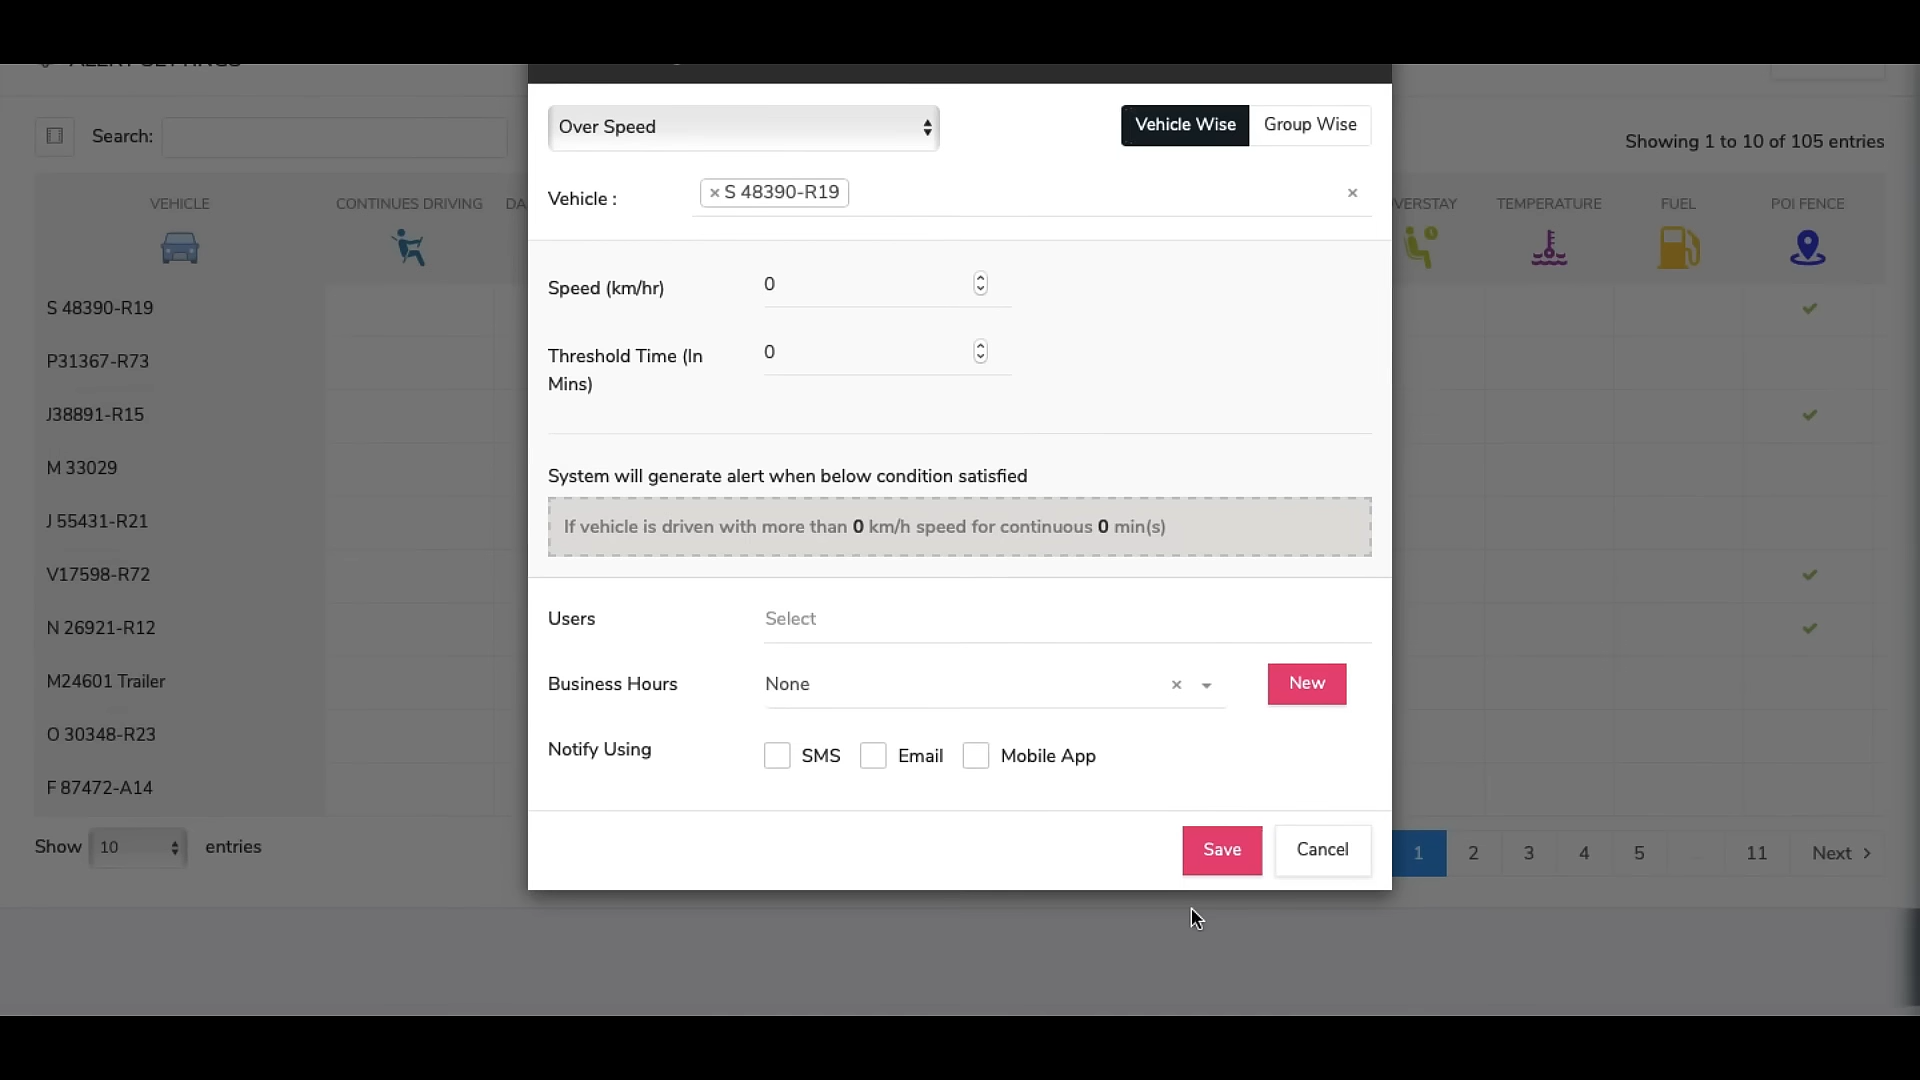 Over Speed
Vehicle Wise
Group Wise
Search:
Showing 1 to 10 of 105 entries
Vehicle :
× S 48390-R19
×
VEHICLE
CONTINUES DRIVING
TEMPERATURE
FUEL
POI FENCE
Speed (km/hr)
0
S 48390-R19
P31367-R73
Threshold Time (In
Mins)
0
J38891-R15
M 33029
System will generate alert when below condition satisfied
J 55431-R21
If vehicle is driven with more than 0 km/h speed for continuous 0 min(s)
V17598-R72
N 26921-R12
Users
Select
M24601 Trailer
Business Hours
None
×
New
O 30348-R23
Notify Using
SMS
Email
Mobile App
F 87472-A14
Show 10 entries
Save
Cancel
1 2 3 4 5 11 Next >